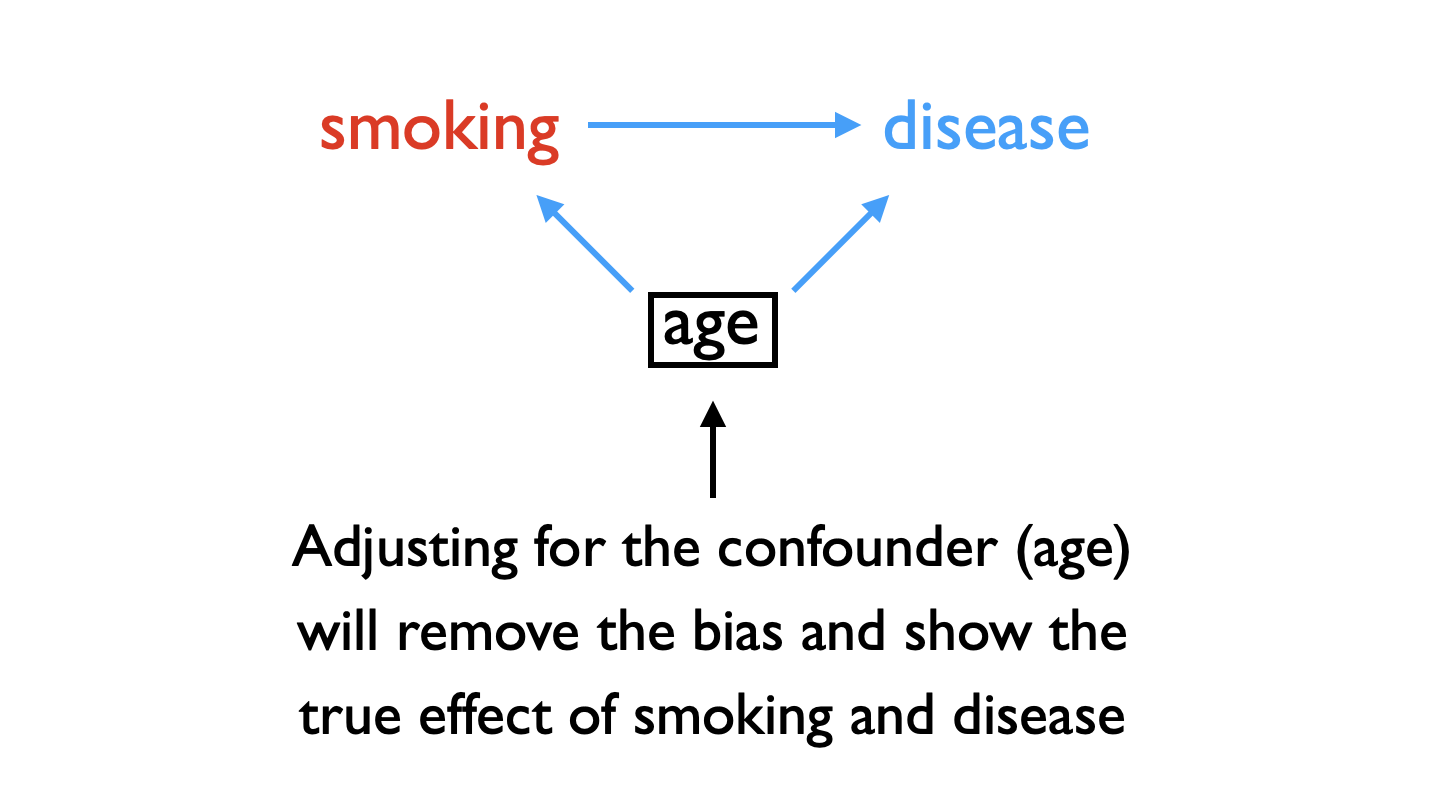 smoking disease
age
Adjusting for the confounder (age)
will remove the bias and show the
true effect of smoking and disease